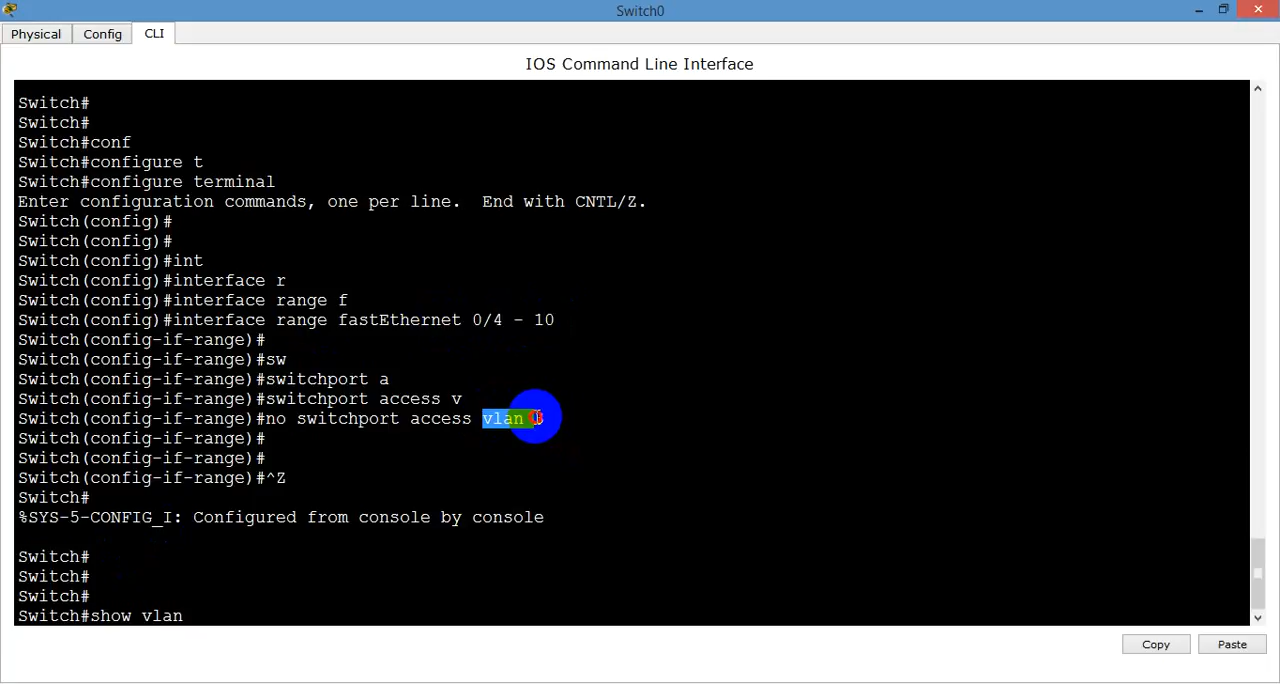 Switch0
Physical
Config
CLI
IOS Command Line Interface
Switch#
Switch#
Switch#conf
Switch#configure t
Switch#configure terminal
Enter configuration commands, one per line.  End with CNTL/Z.
Switch(config)#
Switch(config)#
Switch(config)#int
Switch(config)#interface r
Switch(config)#interface range f
Switch(config)#interface range fastEthernet 0/4 - 10
Switch(config-if-range)#
Switch(config-if-range)#sw
Switch(config-if-range)#switchport a
Switch(config-if-range)#switchport access v
Switch(config-if-range)#no switchport access vlan
Switch(config-if-range)#
Switch(config-if-range)#
Switch(config-if-range)#^Z
Switch#
%SYS-5-CONFIG_I: Configured from console by console
Switch#
Switch#
Switch#
Switch#show vlan
Copy
Paste